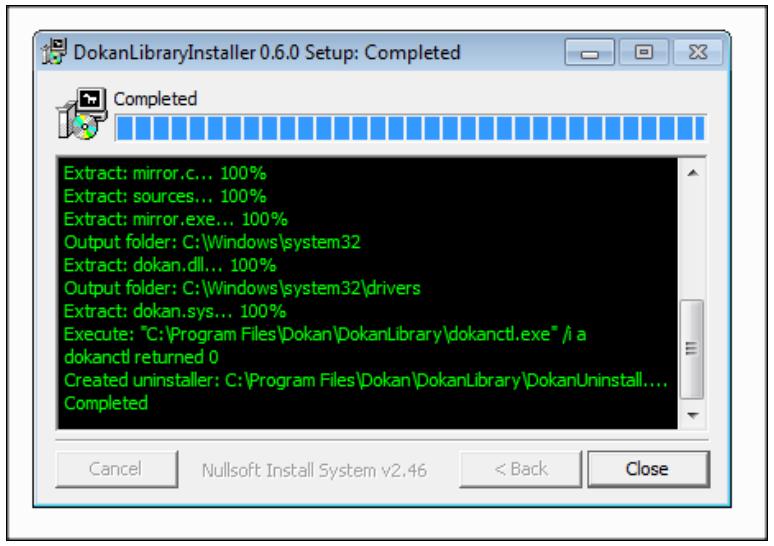 DokanLibraryInstaller 0.6.0 Setup: Completed
Completed
Extract: mirror.c... 100%
Extract: sources... 100%
Extract: mirror.exe... 100%
Output folder: C:\Windows\system32
Extract: dokan.dll... 100%
Output folder: C:\Windows\system32\drivers
Extract: dokan.sys... 100%
Execute: "C:\Program Files\Dokan\DokanLibrary\dokanctl.exe" /i a
dokanctl returned 0
Created uninstaller: C:\Program Files\Dokan\DokanLibrary\DokanUninstall....
Completed
Cancel
Nullsoft Install System v2.46
< Back
Close